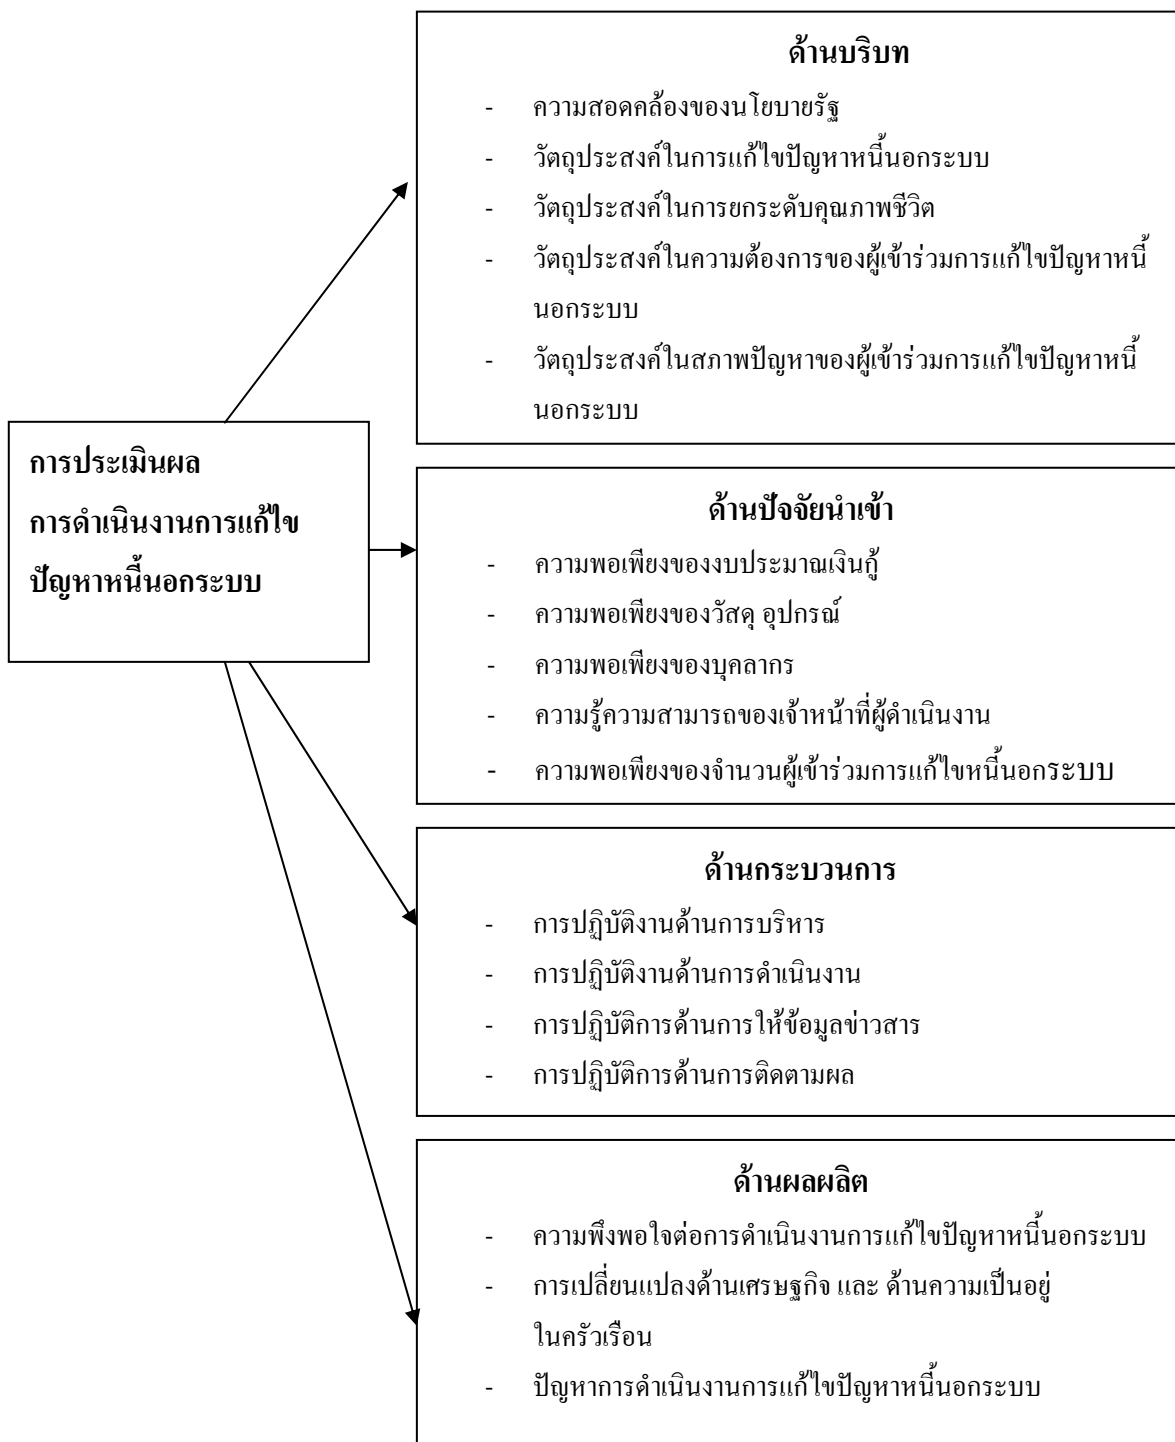 ด้านบริบท
- ความสอดคล้องของนโยบายรัฐ
- วัตถุประสงค์ในการแก้ไขปัญหาหนี้นอกระบบ
- วัตถุประสงค์ในการยกระดับคุณภาพชีวิต
- วัตถุประสงค์ในความต้องการของผู้เข้าร่วมการแก้ไขปัญหาหนี้
นอกระบบ
- วัตถุประสงค์ในสภาพปัญหาของผู้เข้าร่วมการแก้ไขปัญหาหนี้
นอกระบบ
การประเมินผล
การดำเนินงานการแก้ไข
ปัญหาหนี้นอกระบบ
ด้านปัจจัยนำเข้า
- ความพอเพียงของงบประมาณเงินกู้
- ความพอเพียงของวัสดุ อุปกรณ์
- ความพอเพียงของบุคลากร
- ความรู้ความสามารถของเจ้าหน้าที่ผู้ดำเนินงาน
- ความพอเพียงของจำนวนผู้เข้าร่วมการแก้ไขหนี้นอกระบบ
ด้านกระบวนการ
- การปฏิบัติงานด้านการบริหาร
- การปฏิบัติงานด้านการดำเนินงาน
- การปฏิบัติการด้านการให้ข้อมูลข่าวสาร
- การปฏิบัติการด้านการติดตามผล
ด้านผลผลิต
- ความพึงพอใจต่อการดำเนินงานการแก้ไขปัญหาหนี้นอกระบบ
- การเปลี่ยนแปลงด้านเศรษฐกิจ และ ด้านความเป็นอยู่
ในครัวเรือน
- ปัญหาการดำเนินงานการแก้ไขปัญหาหนี้นอกระบบ